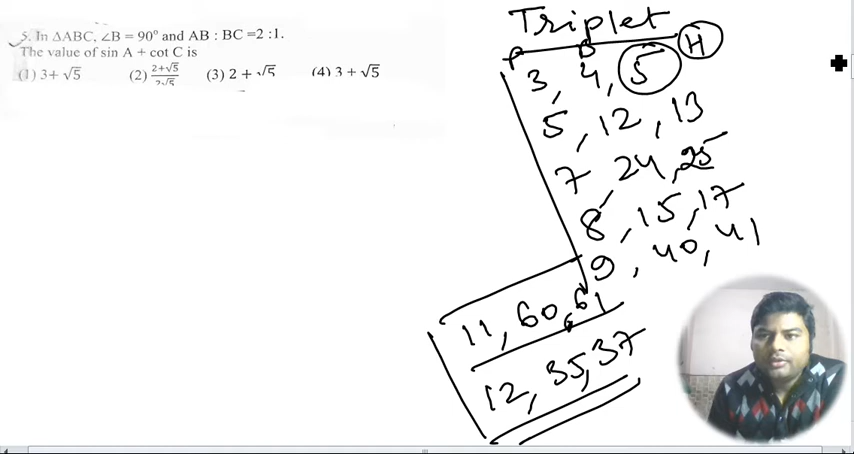 5. In ΔABC, ∠B = 90° and AB : BC =2 :1.
The value of sin A + cot C is
(1) 3+ √5 (2) 2+√5/2√5 (3) 2 + √5 (4) 3 + √5
Triplet
P B H
3, 4, 5
5, 12, 13
7, 24, 25
8, 15, 17
9, 40, 41
11, 60, 61
12, 35, 37